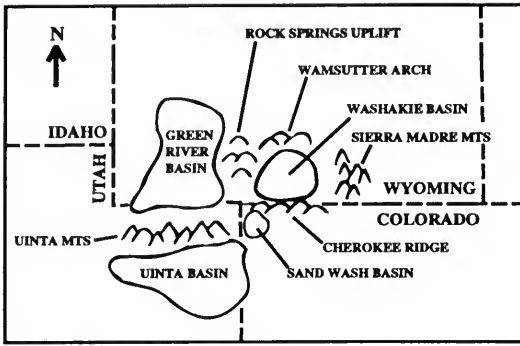 N
ROCK SPRINGS UPLIFT
WAMSUTTER ARCH
WASHAKIE BASIN
SIERRA MADRE MTS
IDAHO
UTAH
GREEN
RIVER
BASIN
WYOMING
COLORADO
UINTA MTS
CHEROKEE RIDGE
UINTA BASIN
SAND WASH BASIN